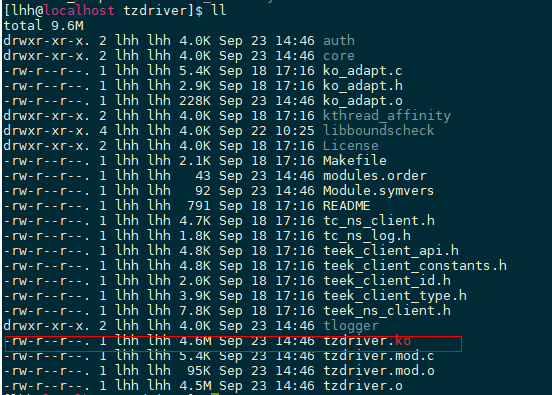 [lhh@localhost tzdriver]$ ll
total 9.6M
drwxr-xr-x. 2 lhh lhh 4.0K Sep 23 14:46 auth
drwxr-xr-x. 2 lhh lhh 4.0K Sep 23 14:46 core
-rw-r--r--. 1 lhh lhh 5.4K Sep 18 17:16 ko_adapt.c
-rw-r--r--. 1 lhh lhh 2.9K Sep 18 17:16 ko_adapt.h
-rw-r--r--. 1 lhh lhh 228K Sep 23 14:46 ko_adapt.o
drwxr-xr-x. 2 lhh lhh 4.0K Sep 18 17:16 kthread_affinity
drwxr-xr-x. 4 lhh lhh 4.0K Sep 22 10:25 libboundscheck
drwxr-xr-x. 2 lhh lhh 4.0K Sep 18 17:16 License
-rw-r--r--. 1 lhh lhh 2.1K Sep 18 17:16 Makefile
-rw-r--r--. 1 lhh lhh 43 Sep 23 14:46 modules.order
-rw-r--r--. 1 lhh lhh 92 Sep 23 14:46 Module.symvers
-rw-r--r--. 1 lhh lhh 791 Sep 18 17:16 README
-rw-r--r--. 1 lhh lhh 4.7K Sep 18 17:16 tc_ns_client.h
-rw-r--r--. 1 lhh lhh 1.8K Sep 18 17:16 tc_ns_log.h
-rw-r--r--. 1 lhh lhh 4.8K Sep 18 17:16 teek_client_api.h
-rw-r--r--. 1 lhh lhh 4.8K Sep 18 17:16 teek_client_constants.h
-rw-r--r--. 1 lhh lhh 2.0K Sep 18 17:16 teek_client_id.h
-rw-r--r--. 1 lhh lhh 3.9K Sep 18 17:16 teek_client_type.h
-rw-r--r--. 1 lhh lhh 7.8K Sep 18 17:16 teek_ns_client.h
drwxr-xr-x. 2 lhh lhh 4.0K Sep 23 14:46 tlogger
-rw-r--r--. 1 lhh lhh 4.6M Sep 23 14:46 tzdriver.ko
-rw-r--r--. 1 lhh lhh 5.4K Sep 23 14:46 tzdriver.mod.c
-rw-r--r--. 1 lhh lhh 95K Sep 23 14:46 tzdriver.mod.o
-rw-r--r--. 1 lhh lhh 4.5M Sep 23 14:46 tzdriver.o